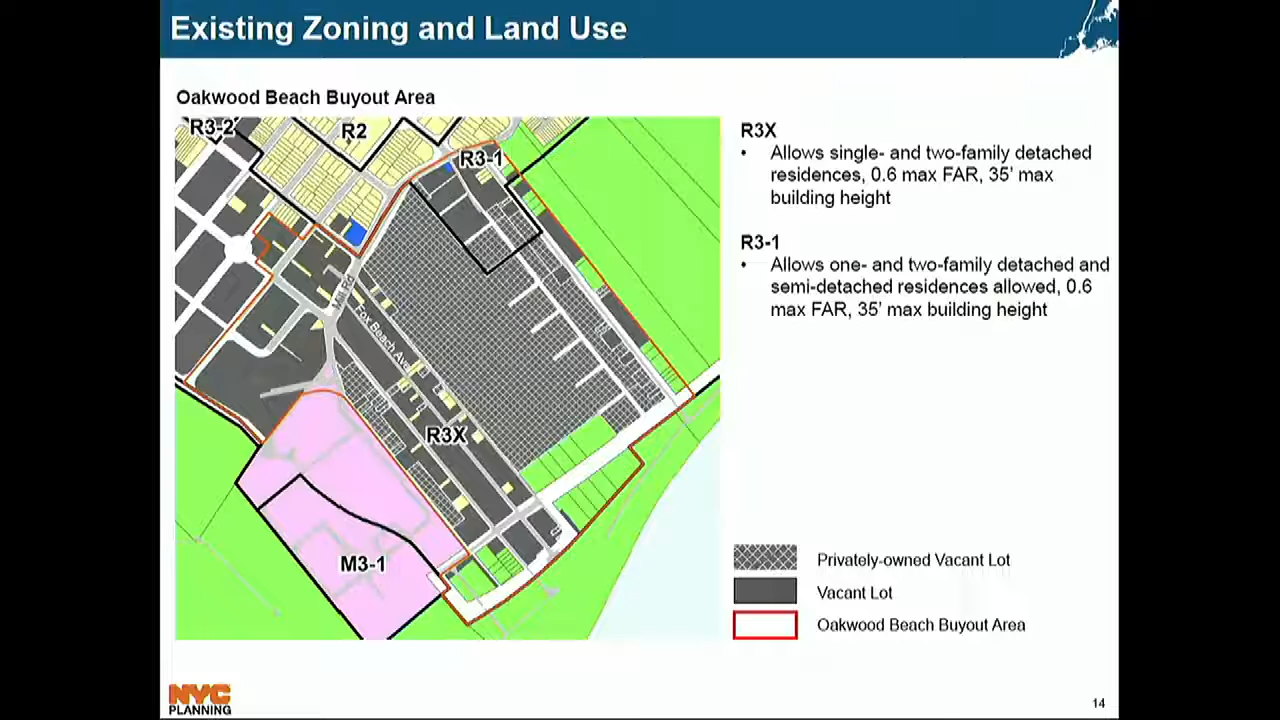 Existing Zoning and Land Use
Oakwood Beach Buyout Area
R3-2
R2
R3-1
Mill Rd
Fox Beach Ave
R3X
M3-1
R3X
• Allows single- and two-family detached
residences, 0.6 max FAR, 35’ max
building height
R3-1
• Allows one- and two-family detached and
semi-detached residences allowed, 0.6
max FAR, 35’ max building height
Privately-owned Vacant Lot
Vacant Lot
Oakwood Beach Buyout Area
NYC
PLANNING
14